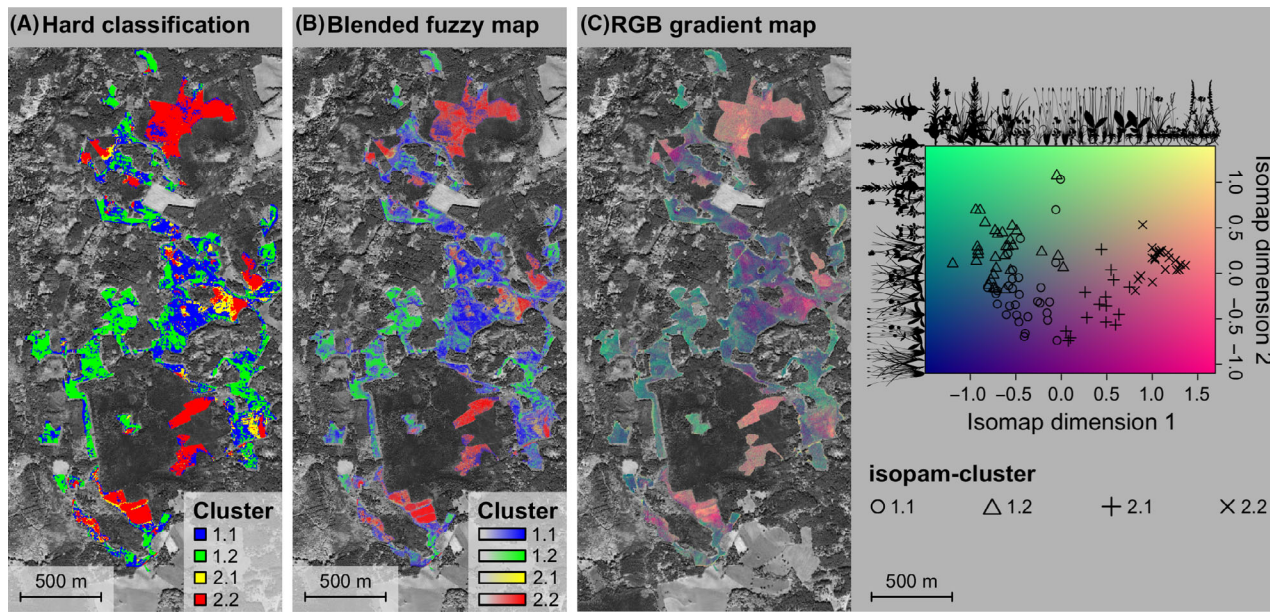 (A) Hard classification
Cluster
1.1
1.2
2.1
2.2
500 m
(B) Blended fuzzy map
Cluster
1.1
1.2
2.1
2.2
500 m
(C) RGB gradient map
1.0
0.5
0.0
−0.5
−1.0
Isomap dimension 2
−1.0 −0.5 0.0 0.5 1.0 1.5
Isomap dimension 1
isopam-cluster
1.1 1.2 2.1 2.2
500 m